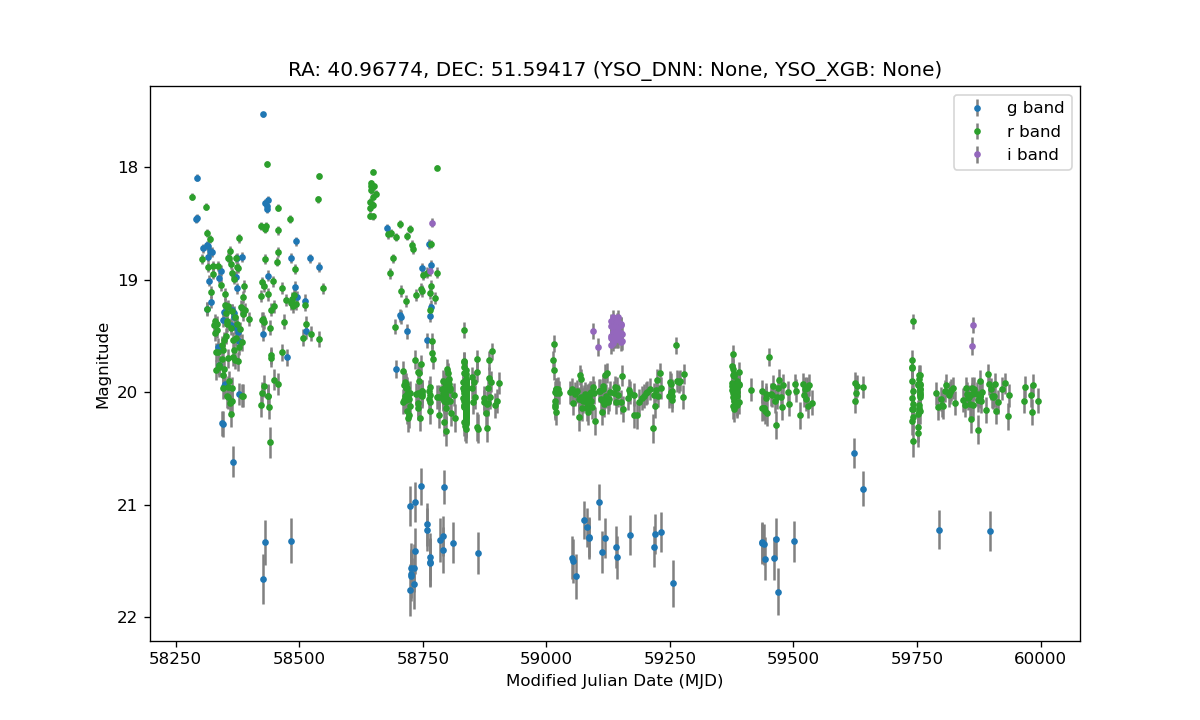 RA: 40.96774, DEC: 51.59417 (YSO_DNN: None, YSO_XGB: None)
g band
r band
i band
18
19
20
21
22
Magnitude
58250 58500 58750 59000 59250 59500 59750 60000
Modified Julian Date (MJD)